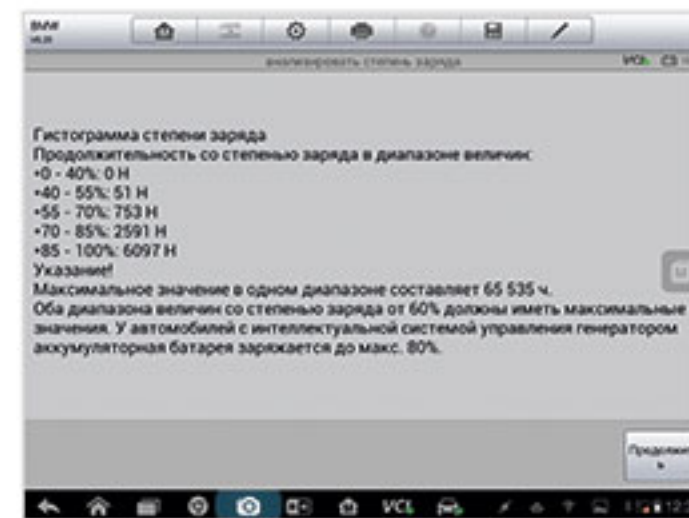 BMW
анализировать степень заряда
VCI
Гистограмма степени заряда
Продолжительность со степенью заряда в диапазоне величин:
•0 - 40%: 0 H
•40 - 55%: 51 H
•55 - 70%: 753 H
•70 - 85%: 2591 H
•85 - 100%: 6097 H
Указание!
Максимальное значение в одном диапазоне составляет 65 535 ч.
Оба диапазона величин со степенью заряда от 60% должны иметь максимальные
значения. У автомобилей с интеллектуальной системой управления генератором
аккумуляторная батарея заряжается до макс. 80%.
VCI